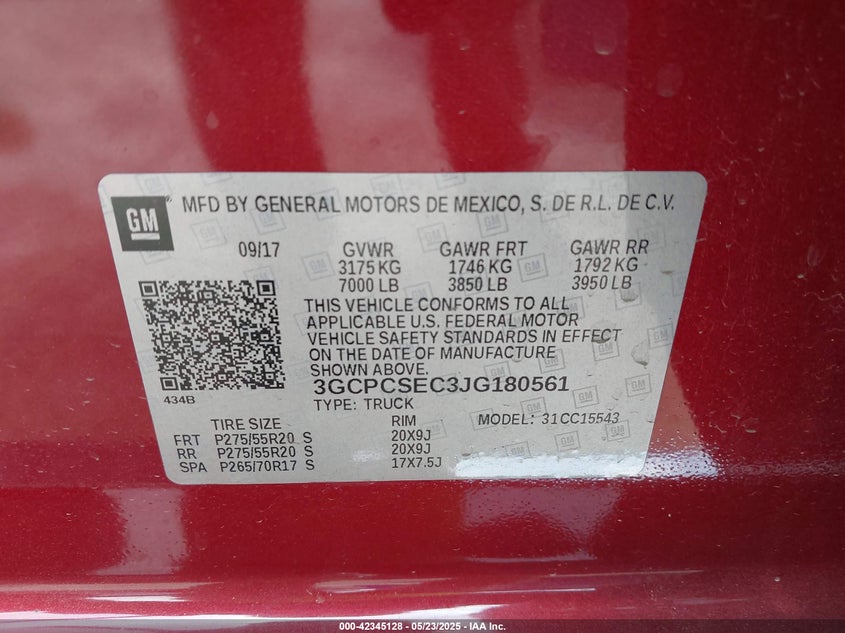 GM
®
MFD BY GENERAL MOTORS DE MEXICO, S. DE R.L. DE C.V.
09/17 GVWR GAWR FRT GAWR RR
3175 KG 1746 KG 1792 KG
7000 LB 3850 LB 3950 LB
THIS VEHICLE CONFORMS TO ALL
APPLICABLE U.S. FEDERAL MOTOR
VEHICLE SAFETY STANDARDS IN EFFECT
ON THE DATE OF MANUFACTURE
SHOWN ABOVE.
434B
3GCPCSEC3JG180561
TYPE: TRUCK MODEL: 31CC15543
TIRE SIZE RIM
FRT P275/55R20 S 20X9J
RR P275/55R20 S 20X9J
SPA P265/70R17 S 17X7.5J
000-42345128 - 05/23/2025 - IAA Inc.